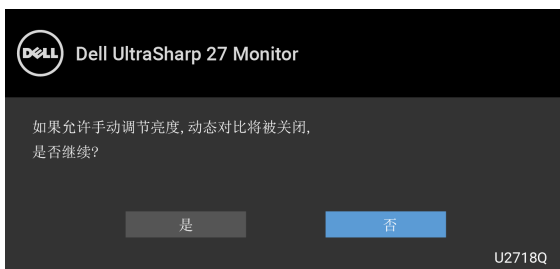 DELL
Dell UltraSharp 27 Monitor
如果允许手动调节亮度,动态对比将被关闭,
是否继续?
是
否
U2718Q